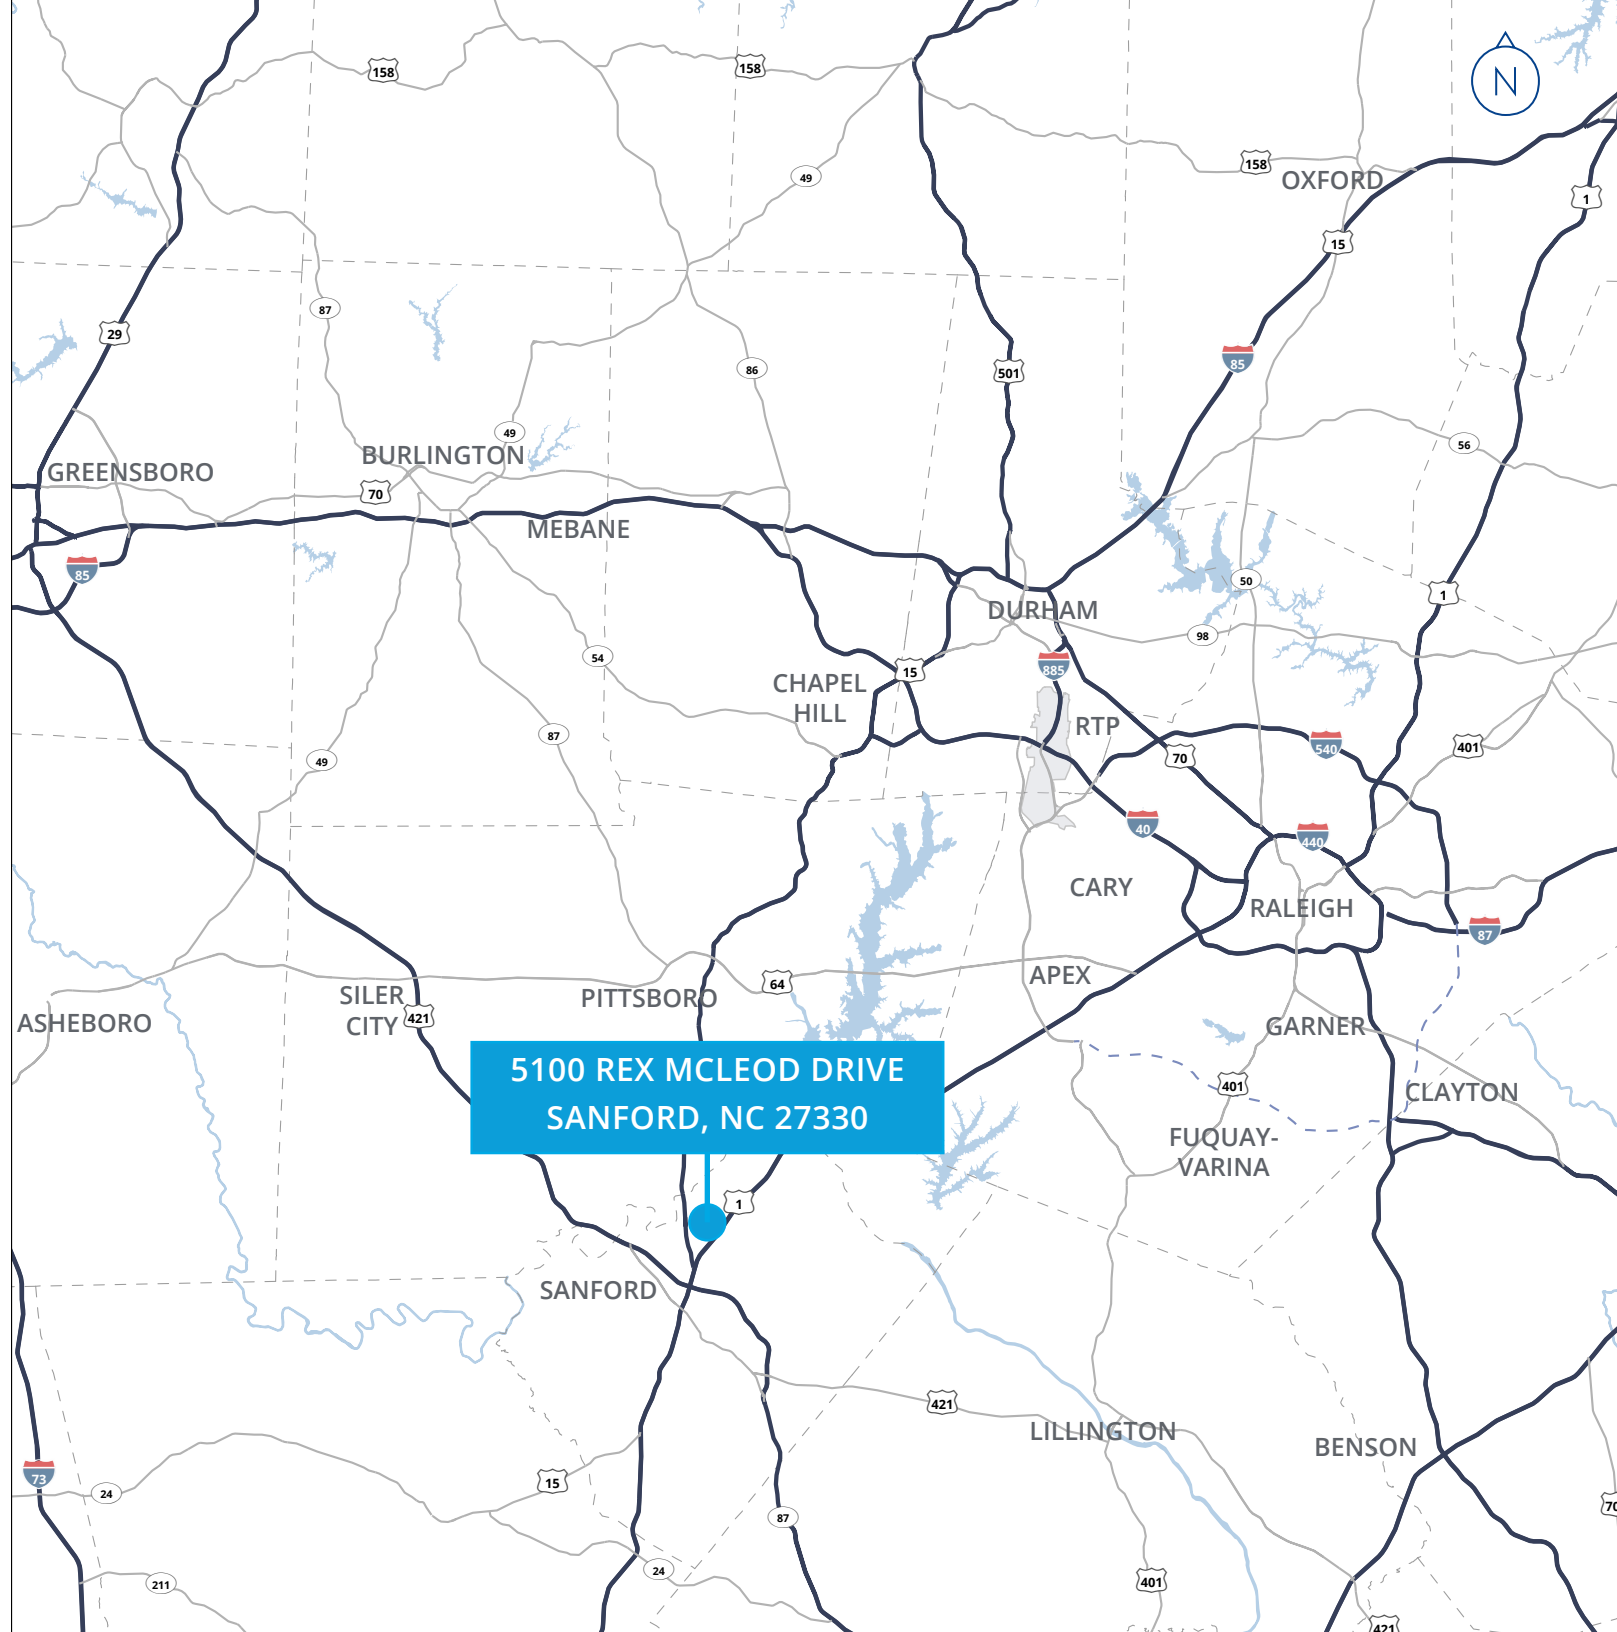 N
158
158
158
OXFORD
49
1
15
87
29
85
501
86
49
56
BURLINGTON
GREENSBORO
70
MEBANE
85
50
1
DURHAM
98
54
885
15
CHAPEL
HILL
RTP
87
49
540
401
70
40
440
CARY
RALEIGH
87
APEX
64
SILER
CITY
PITTSBORO
421
ASHEBORO
GARNER
5100 REX MCLEOD DRIVE
SANFORD, NC 27330
401
CLAYTON
FUQUAY-
VARINA
1
SANFORD
421
LILLINGTON
BENSON
73
24
15
70
87
24
211
401
421